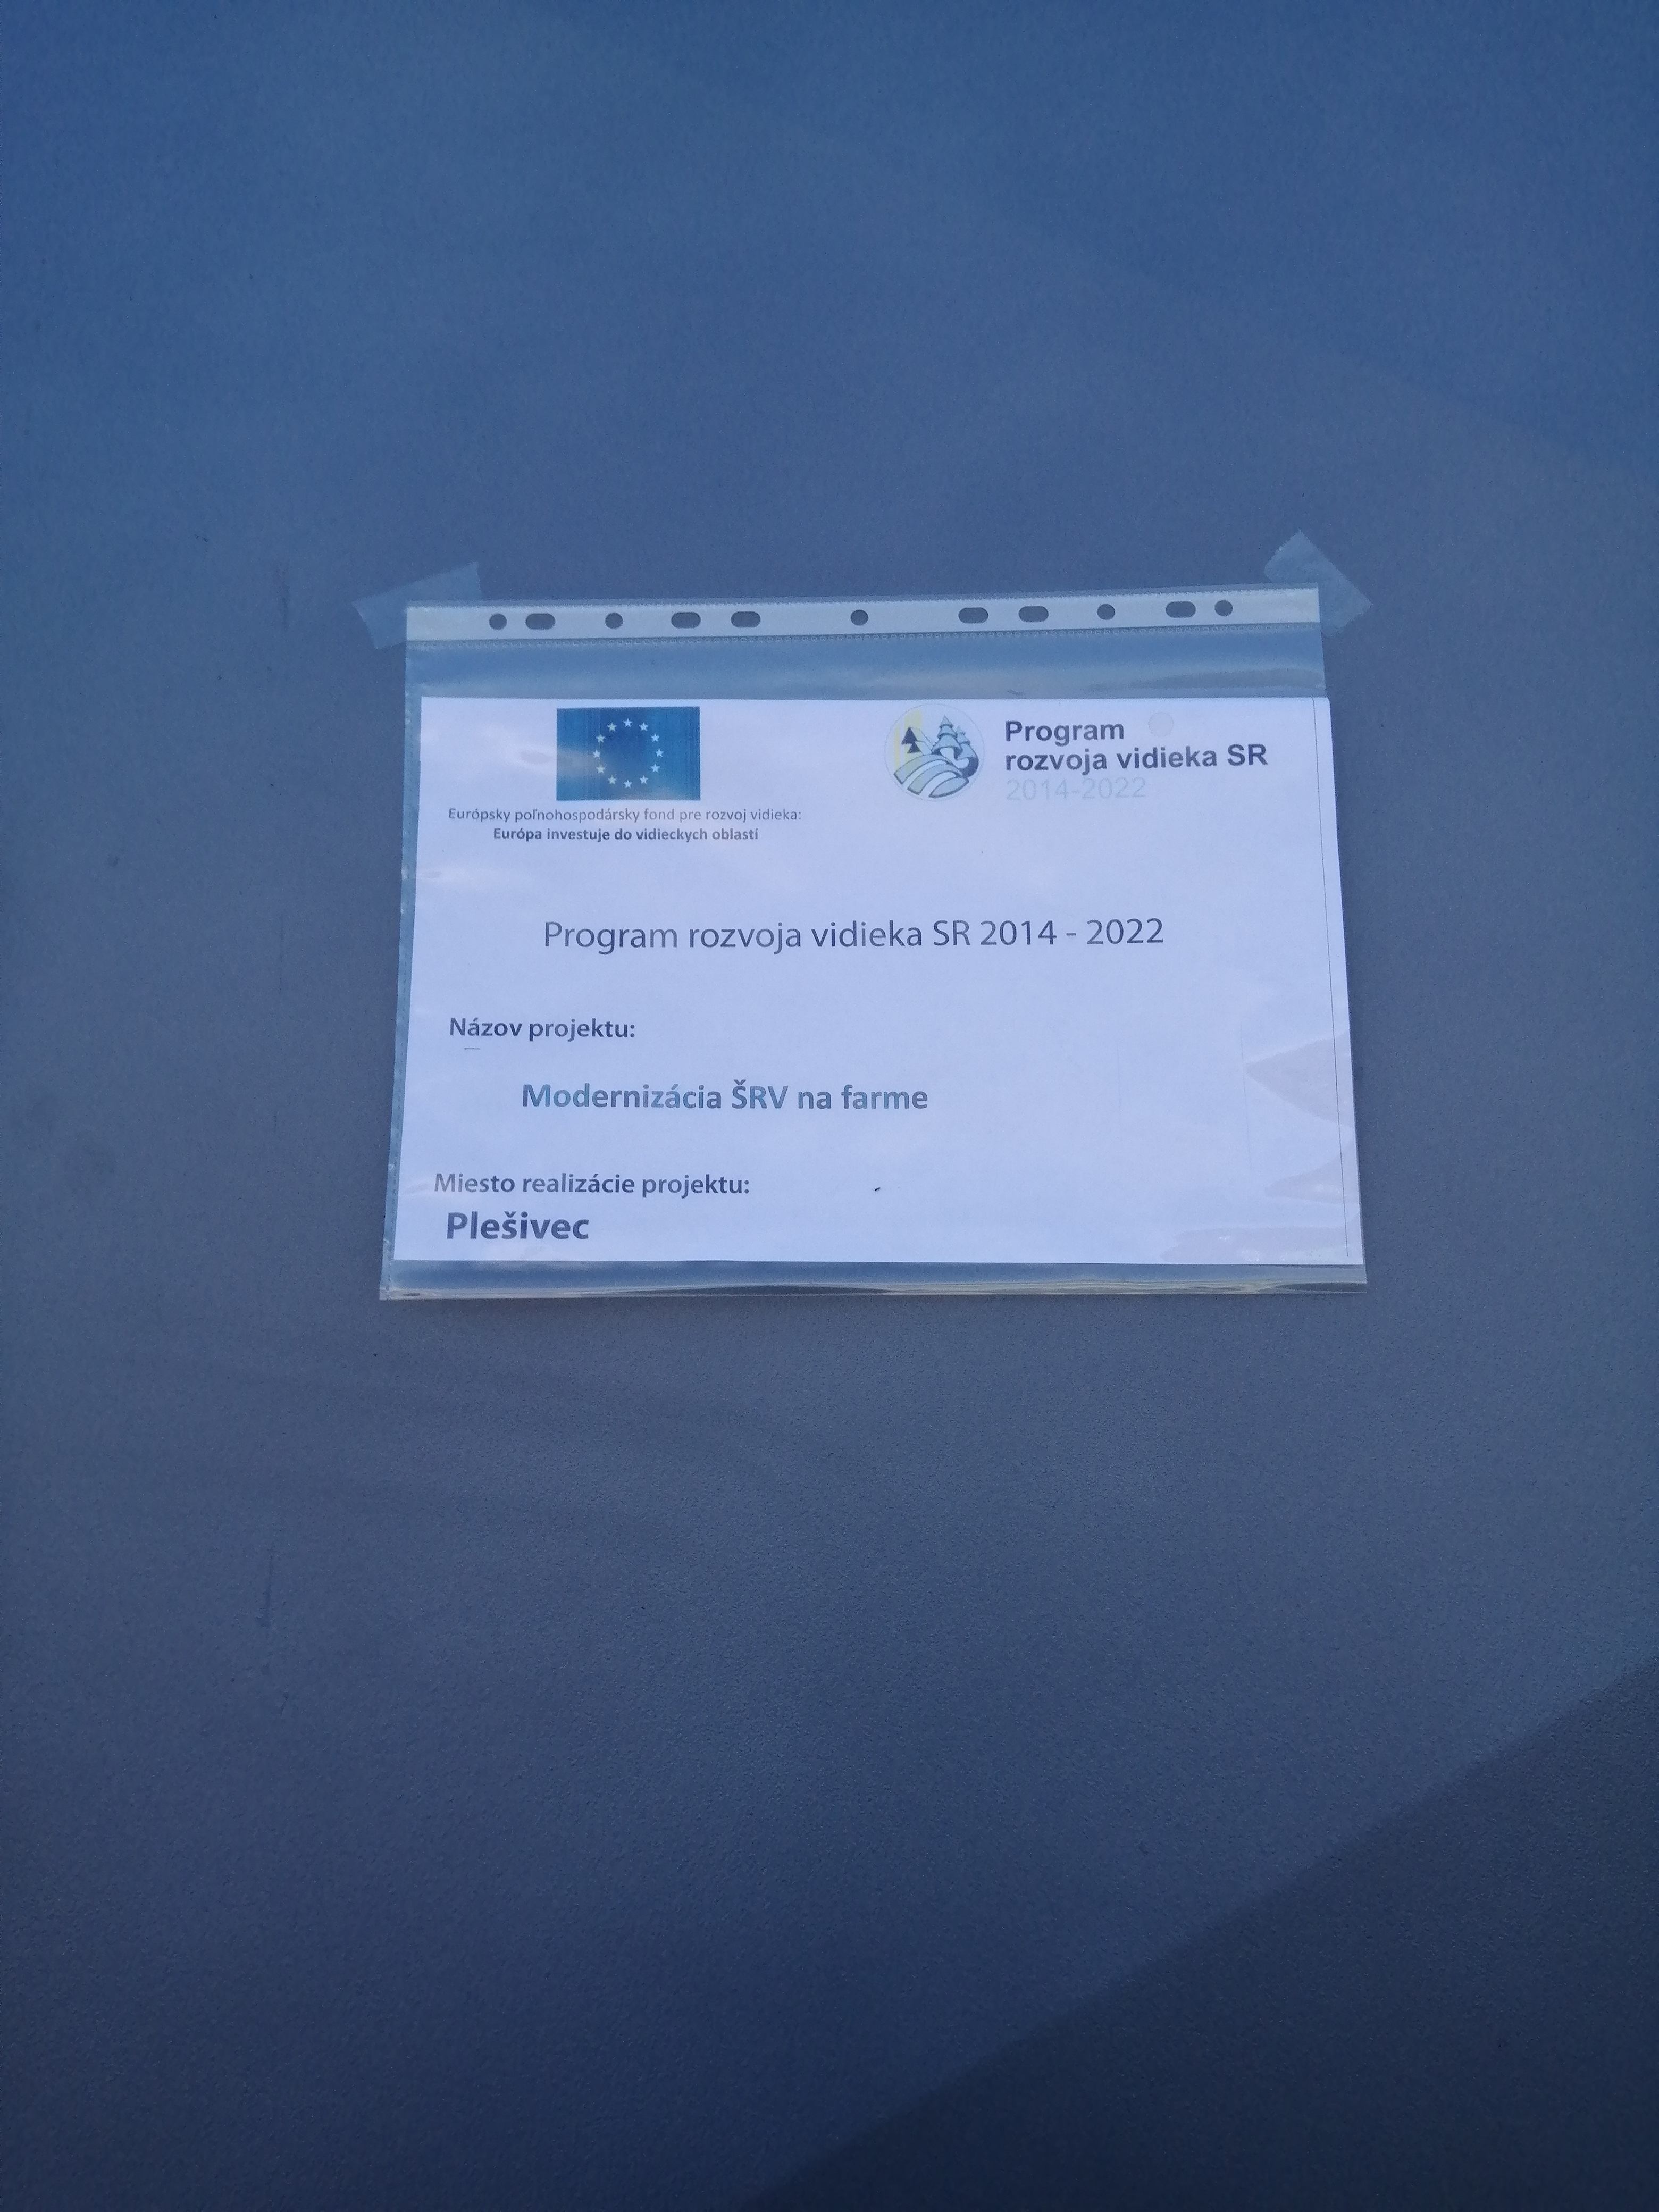 Program
rozvoja vidieka SR
2014-2022
Európsky poľnohospodársky fond pre rozvoj vidieka:
Európa investuje do vidieckych oblastí
Program rozvoja vidieka SR 2014 - 2022
Názov projektu:
Modernizácia ŠRV na farme
Miesto realizácie projektu:
Plešivec